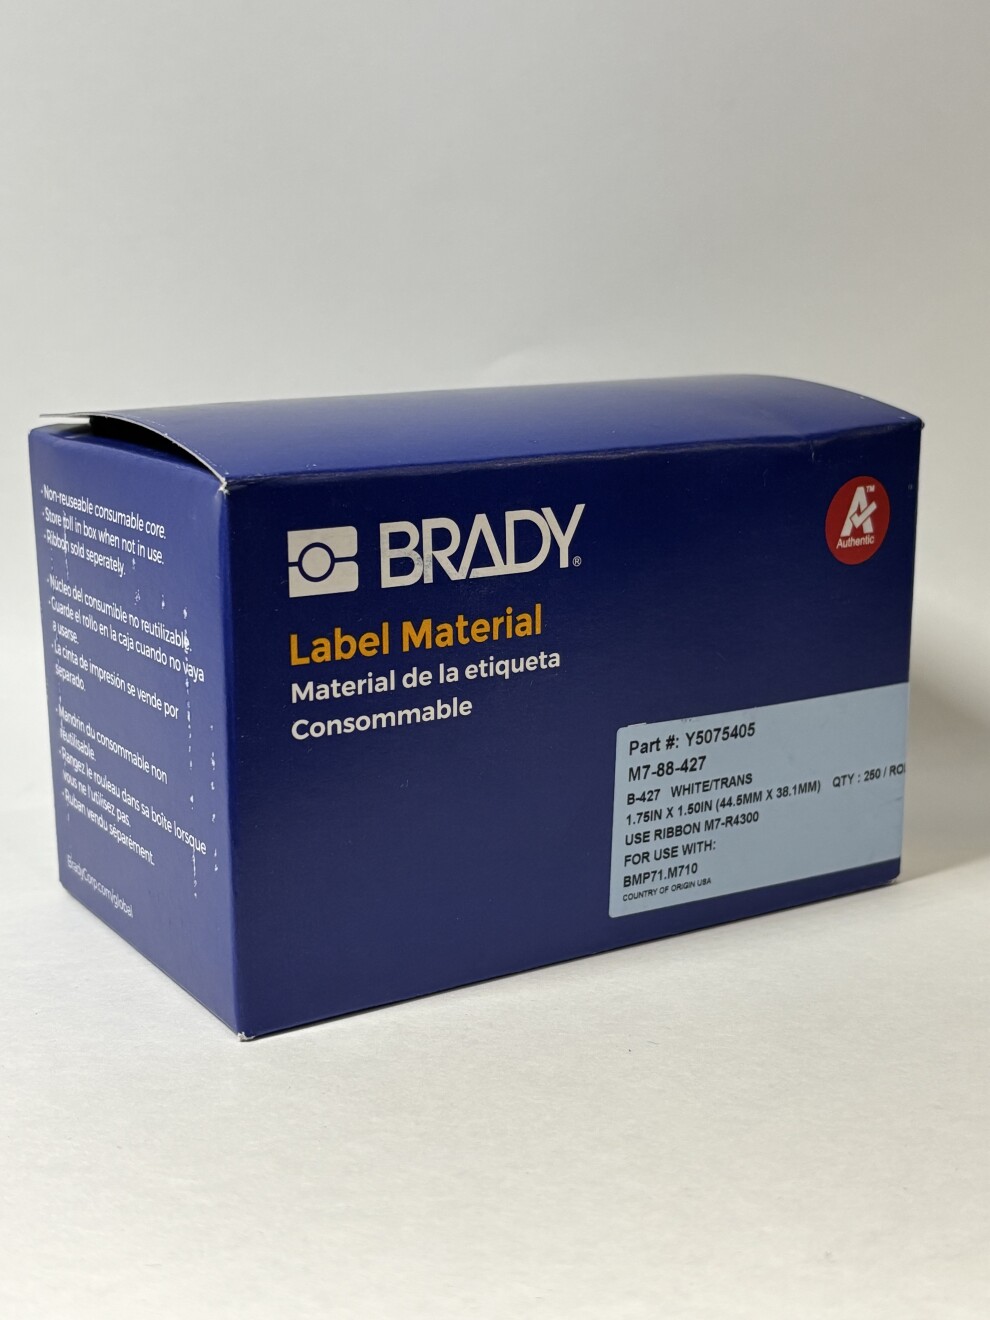 ·Non-reuseable consumable core.
·Store roll in box when not in use.
·Ribbon sold seperately.
·Núcleo del consumible no reutilizable.
·Guarde el rollo en la caja cuando no vaya
a usarse.
·La cinta de impresión se vende por
separado.
·Mandrin du consommable non
réutilisable.
·Rangez le rouleau dans sa boîte lorsque
vous ne l'utilisez pas.
·Ruban vendu séparément.
BradyCorp.com/global
BRADY®
Label Material
Material de la etiqueta
Consommable
A™
Authentic
Part #: Y5075405
M7-88-427
B-427 WHITE/TRANS
1.75IN X 1.50IN (44.5MM X 38.1MM) QTY : 250 / RO
USE RIBBON M7-R4300
FOR USE WITH:
BMP71.M710
COUNTRY OF ORIGIN USA